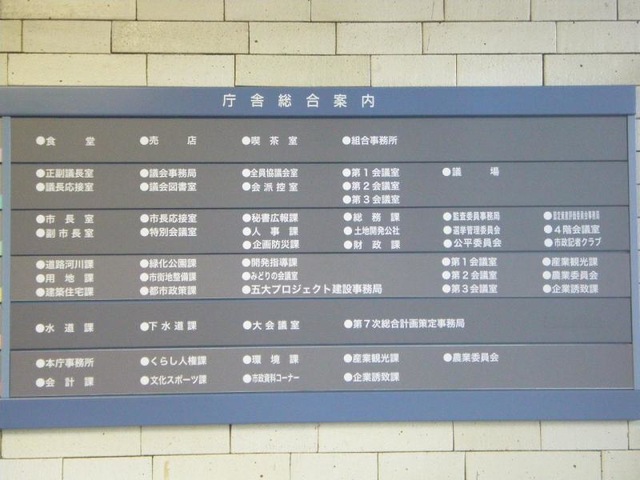 庁舎総合案内
●食堂 ●売店 ●喫茶室 ●組合事務所
●正副議長室 ●議会事務局 ●全員協議会室 ●第1会議室 ●議場
●議長応接室 ●議会図書室 ●会派控室 ●第2会議室
●第3会議室
●市長室 ●市長応接室 ●秘書広報課 ●総務課 ●監査委員事務局 ●固定資産評価審査委員会事務局
●副市長室 ●特別会議室 ●人事課 ●土地開発公社 ●選挙管理委員会 ●4階会議室
●企画防災課 ●財政課 ●公平委員会 ●市政記者クラブ
●道路河川課 ●緑化公園課 ●開発指導課 ●第1会議室 ●産業観光課
●用地課 ●市街地整備課 ●みどりの会議室 ●第2会議室 ●農業委員会
●建築住宅課 ●都市政策課 ●五大プロジェクト建設事務局 ●第3会議室 ●企業誘致課
●水道課 ●下水道課 ●大会議室 ●第7次総合計画策定事務局
●本庁事務所 ●くらし人権課 ●環境課 ●産業観光課 ●農業委員会
●会計課 ●文化スポーツ課 ●市政資料コーナー ●企業誘致課